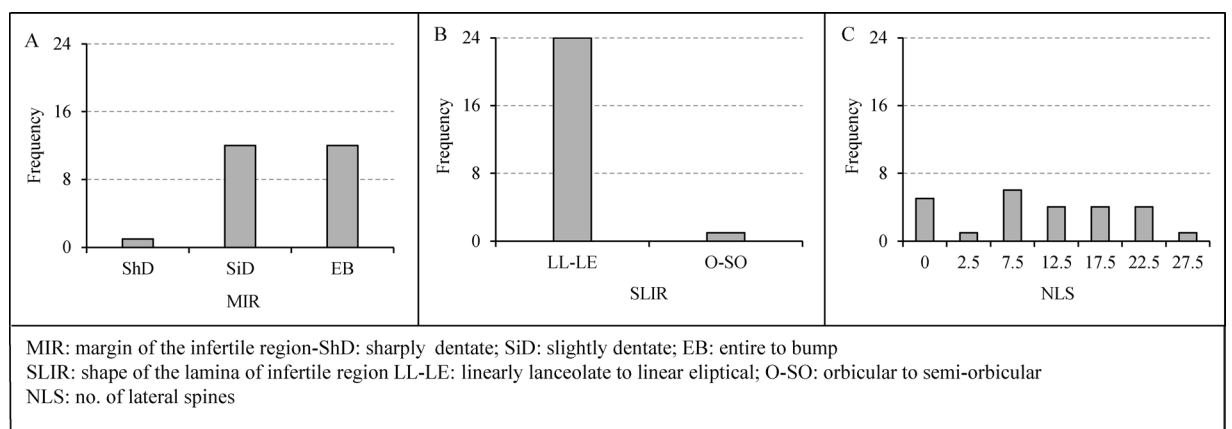 A
24
16
8
0
Frequency
ShD SiD EB
MIR
B
24
16
8
0
Frequency
LL-LE O-SO
SLIR
C
24
16
8
0
Frequency
0 2.5 7.5 12.5 17.5 22.5 27.5
NLS
MIR: margin of the infertile region-ShD: sharply dentate; SiD: slightly dentate; EB: entire to bump
SLIR: shape of the lamina of infertile region LL-LE: linearly lanceolate to linear eliptical; O-SO: orbicular to semi-orbicular
NLS: no. of lateral spines